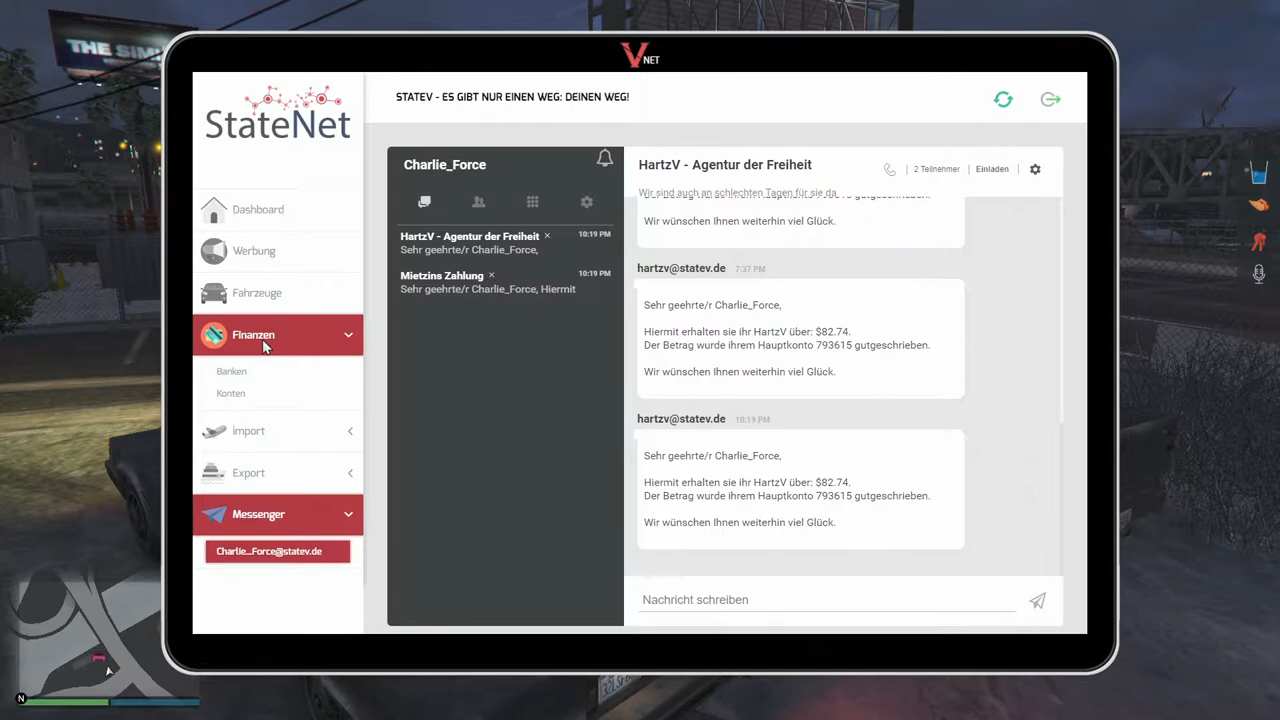 THE SIM
V NET
StateNet
STATEV - ES GIBT NUR EINEN WEG: DEINEN WEG!
Dashboard
Werbung
Fahrzeuge
Finanzen
Banken
Konten
Import
Export
Messenger
Charlie_Force@statev.de
Charlie_Force
HartzV - Agentur der Freiheit × 10:19 PM
Sehr geehrte/r Charlie_Force,
Mietzins Zahlung × 10:19 PM
Sehr geehrte/r Charlie_Force, Hiermit
HartzV - Agentur der Freiheit
2 Teilnehmer
Einladen
Wir sind auch an schlechten Tagen für sie da
Wir wünschen Ihnen weiterhin viel Glück.
hartzv@statev.de 7:37 PM
Sehr geehrte/r Charlie_Force,
Hiermit erhalten sie ihr HartzV über: $82.74.
Der Betrag wurde ihrem Hauptkonto 793615 gutgeschrieben.
Wir wünschen Ihnen weiterhin viel Glück.
hartzv@statev.de 10:19 PM
Sehr geehrte/r Charlie_Force,
Hiermit erhalten sie ihr HartzV über: $82.74.
Der Betrag wurde ihrem Hauptkonto 793615 gutgeschrieben.
Wir wünschen Ihnen weiterhin viel Glück.
Nachricht schreiben
N